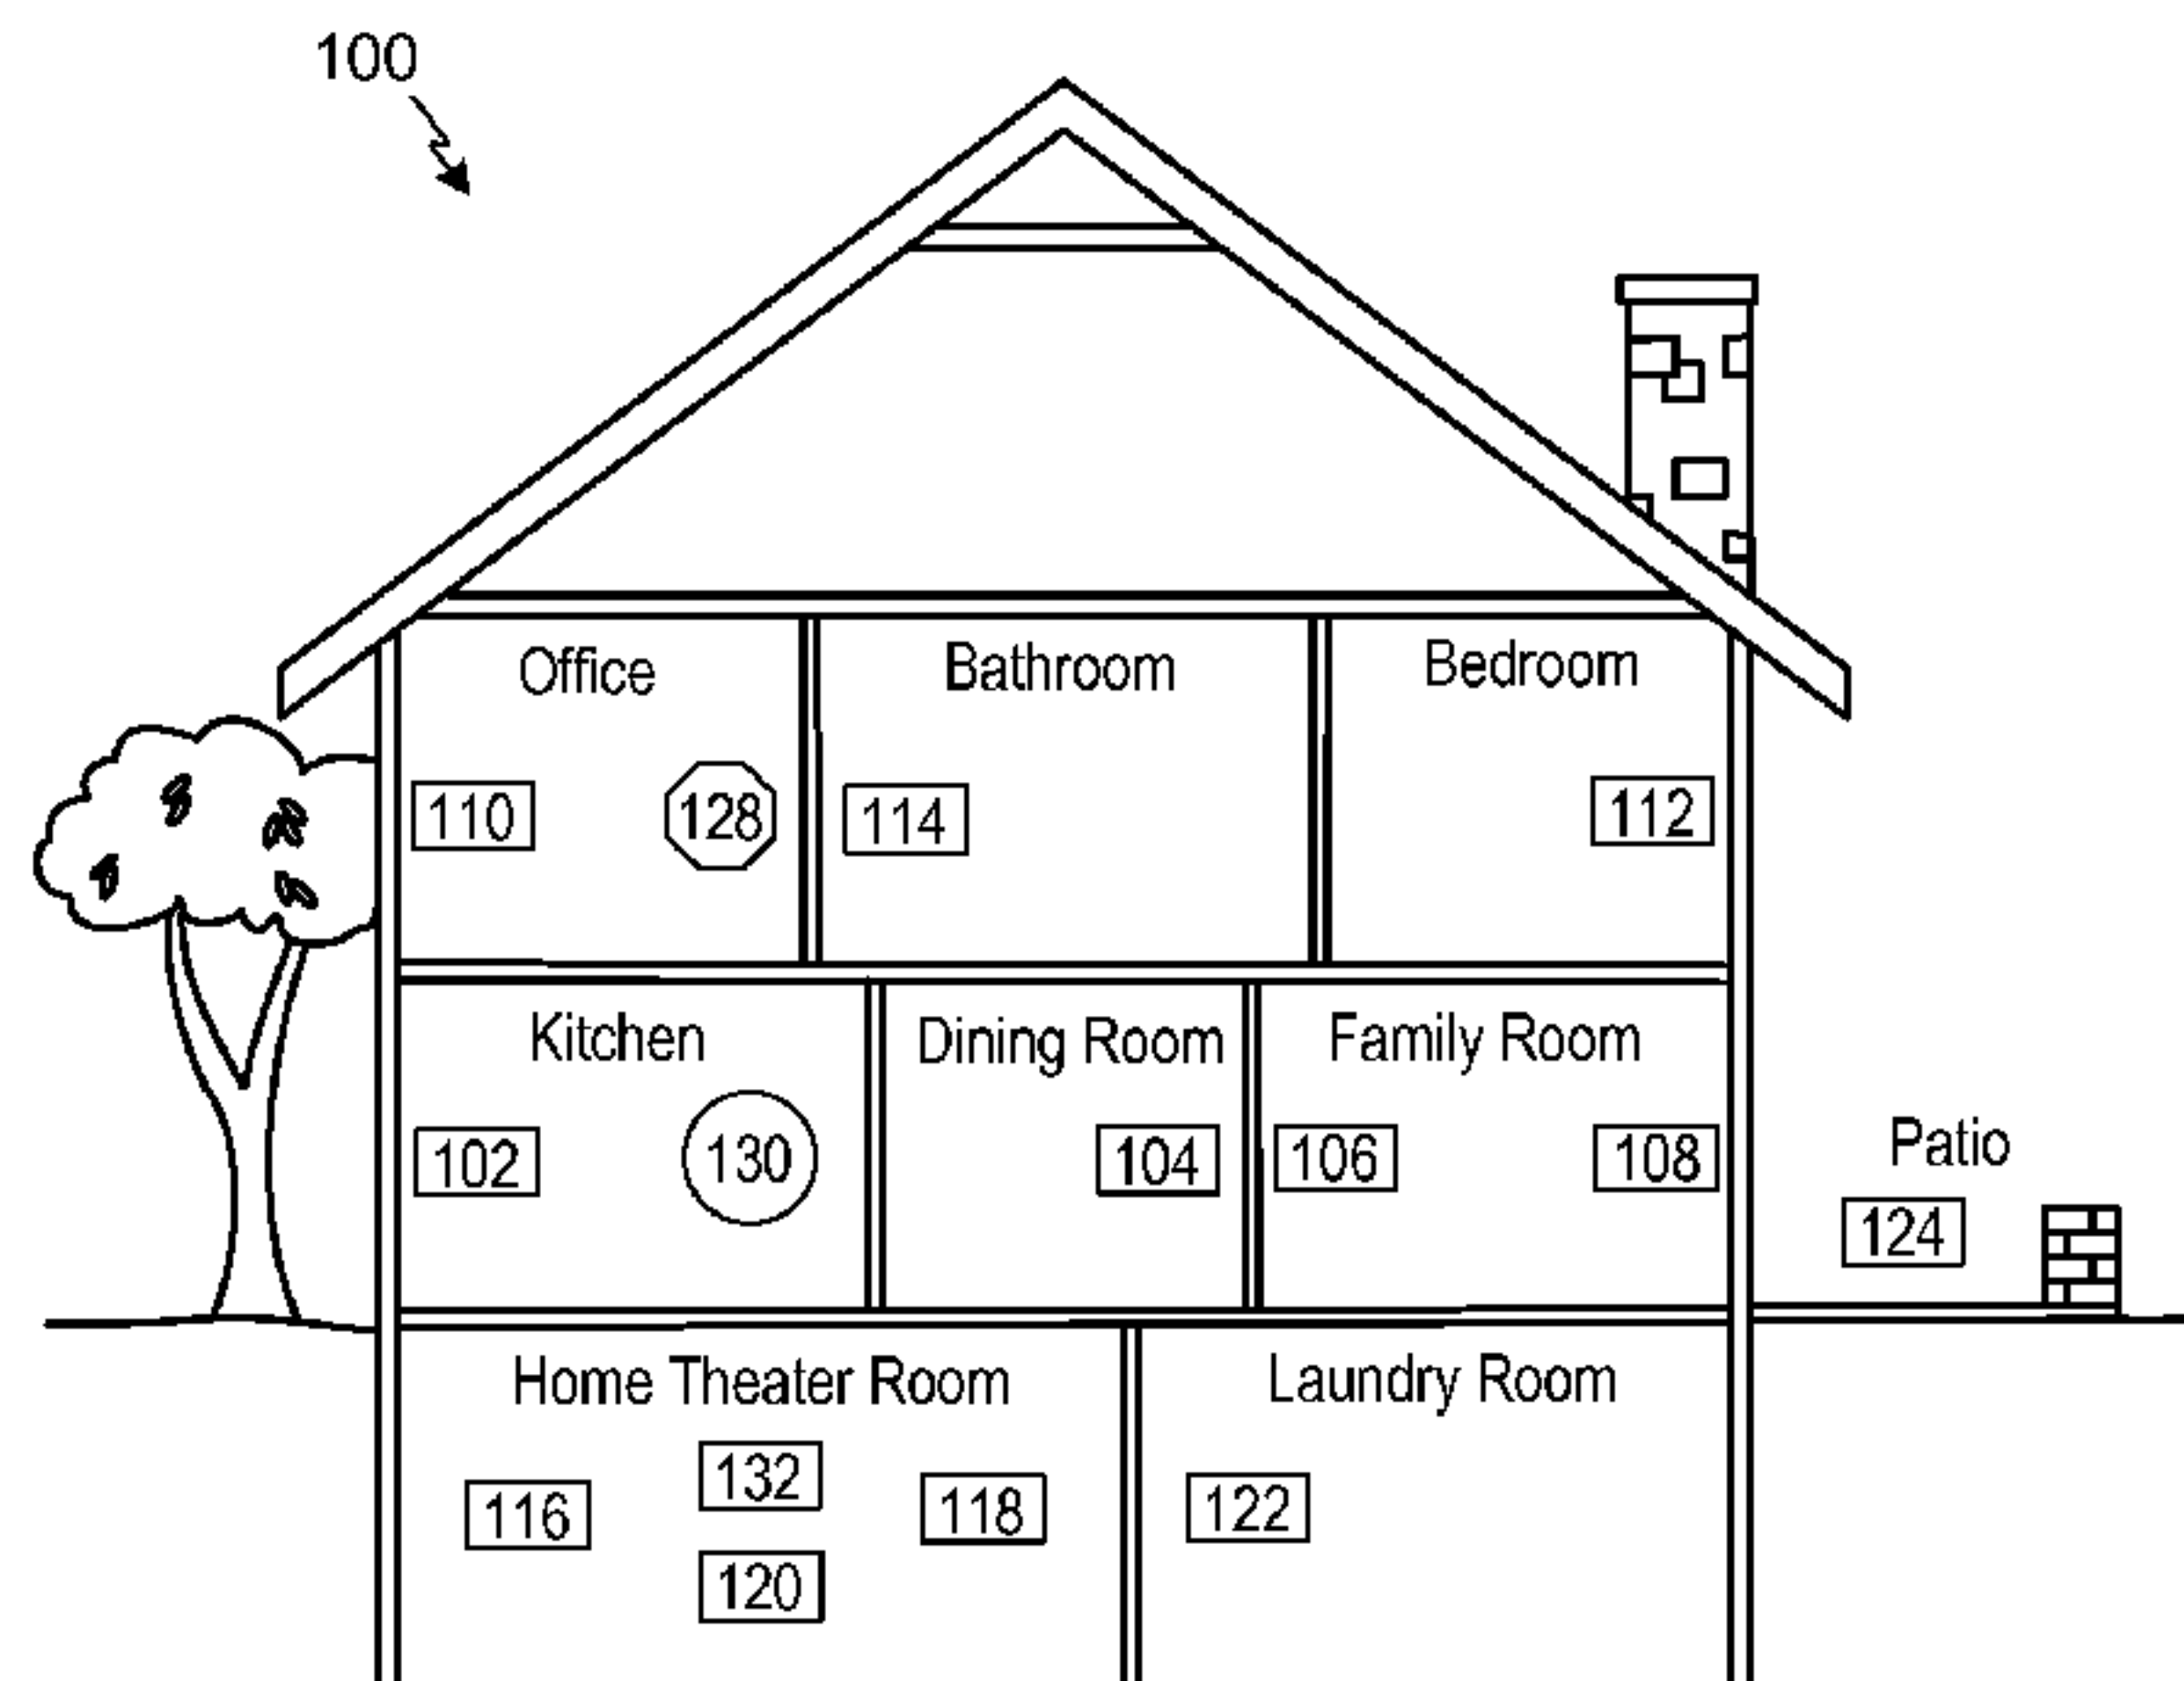 100
Office
Bathroom
Bedroom
110
128
114
112
Kitchen
Dining Room
Family Room
102
130
104
106
108
Patio
124
Home Theater Room
Laundry Room
132
116
118
122
120